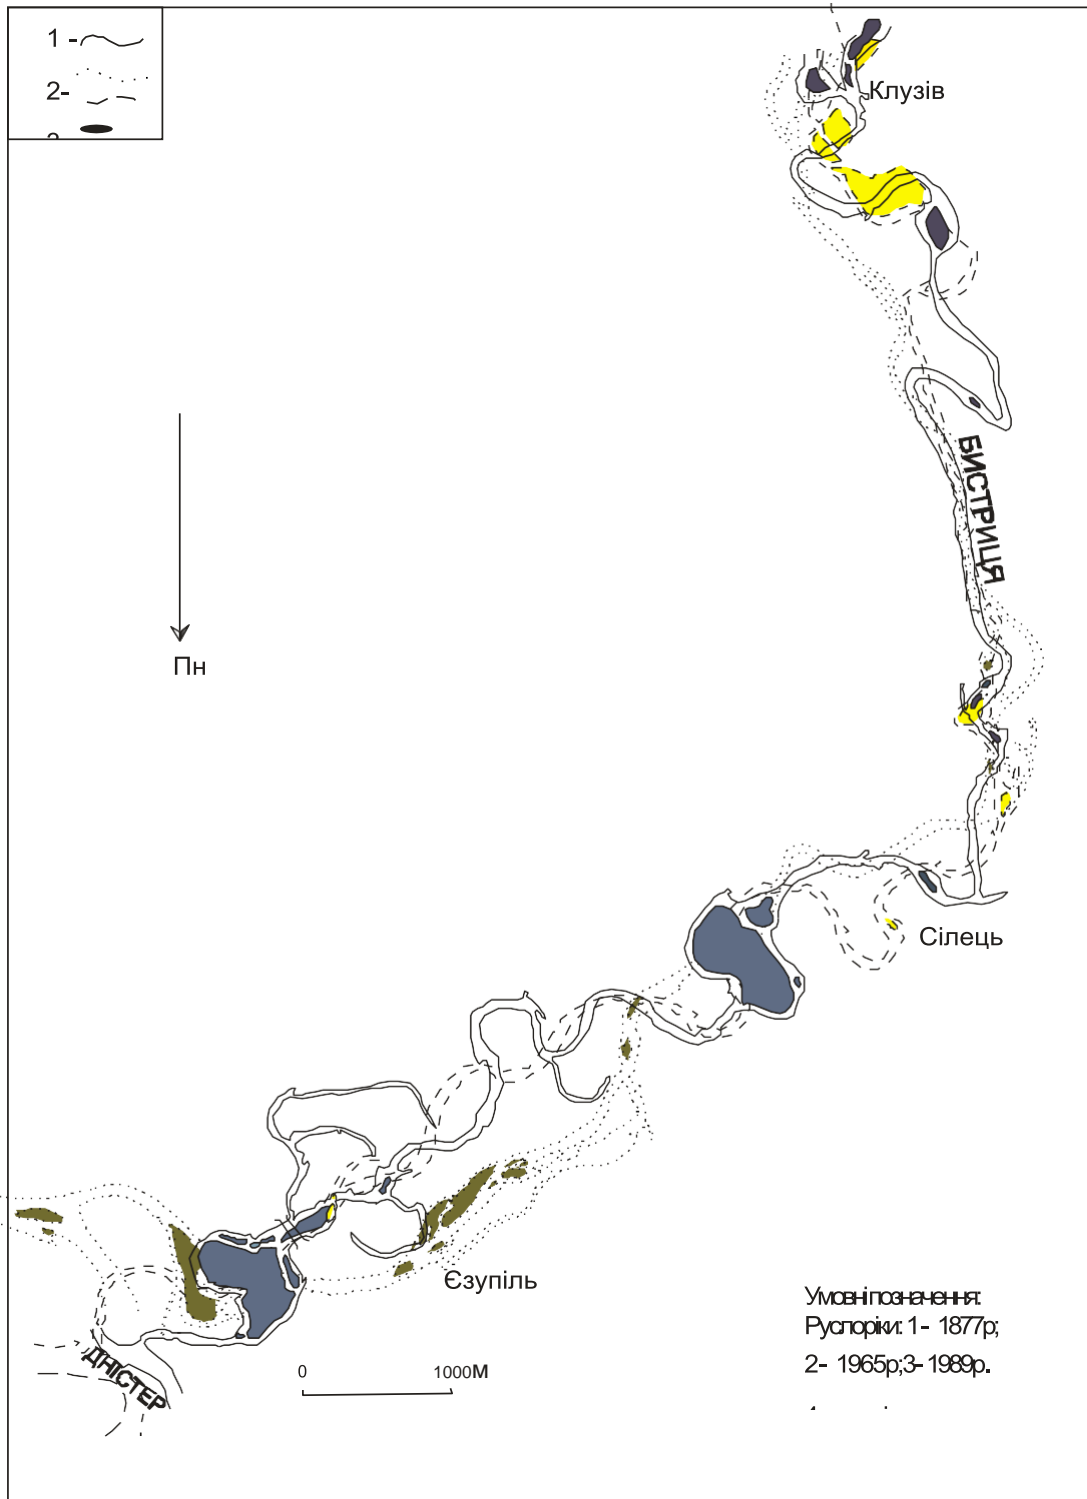 1 -
2-
Клузів
БИСТРИЦЯ
Пн
Сілець
Єзупіль
ДНІСТЕР
0 1000М
Умовні позначення:
Русло ріки: 1 - 1877р;
2- 1965р;3- 1989р.